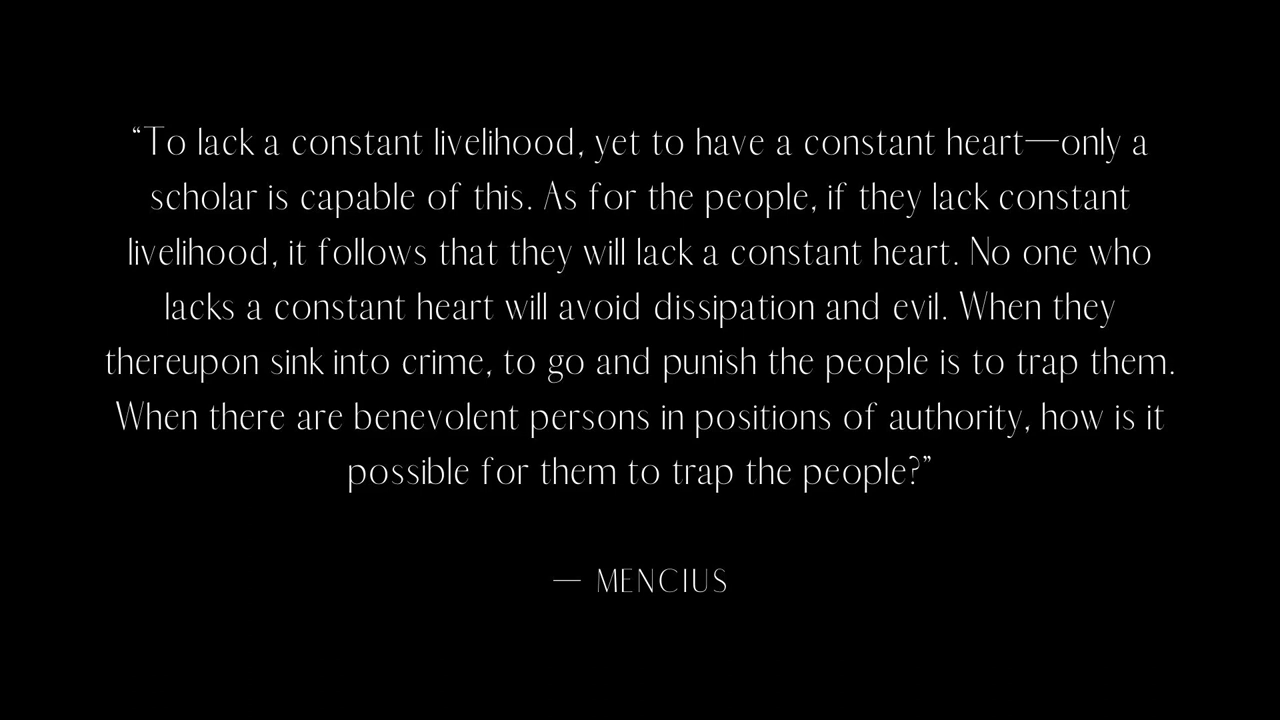 “To lack a constant livelihood, yet to have a constant heart—only a
scholar is capable of this. As for the people, if they lack constant
livelihood, it follows that they will lack a constant heart. No one who
lacks a constant heart will avoid dissipation and evil. When they
thereupon sink into crime, to go and punish the people is to trap them.
When there are benevolent persons in positions of authority, how is it
possible for them to trap the people?”
— MENCIUS